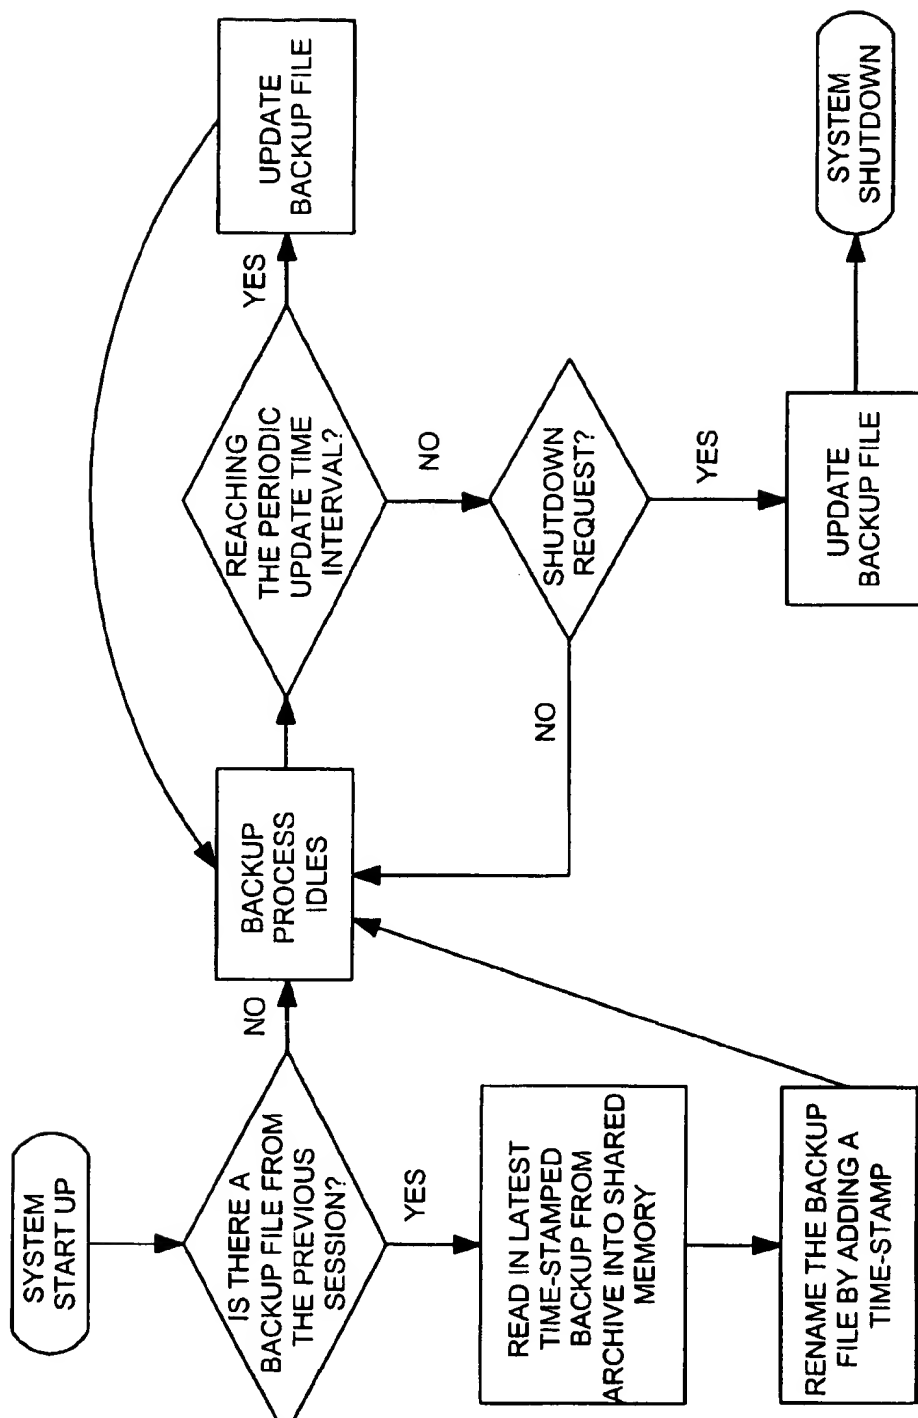 SYSTEM
START UP
IS THERE A
BACKUP FILE FROM
THE PREVIOUS
SESSION?
NO
YES
READ IN LATEST
TIME-STAMPED
BACKUP FROM
ARCHIVE INTO SHARED
MEMORY
RENAME THE BACKUP
FILE BY ADDING A
TIME-STAMP
BACKUP
PROCESS
IDLES
REACHING
THE PERIODIC
UPDATE TIME
INTERVAL?
YES
UPDATE
BACKUP FILE
NO
SHUTDOWN
REQUEST?
NO
YES
UPDATE
BACKUP FILE
SYSTEM
SHUTDOWN